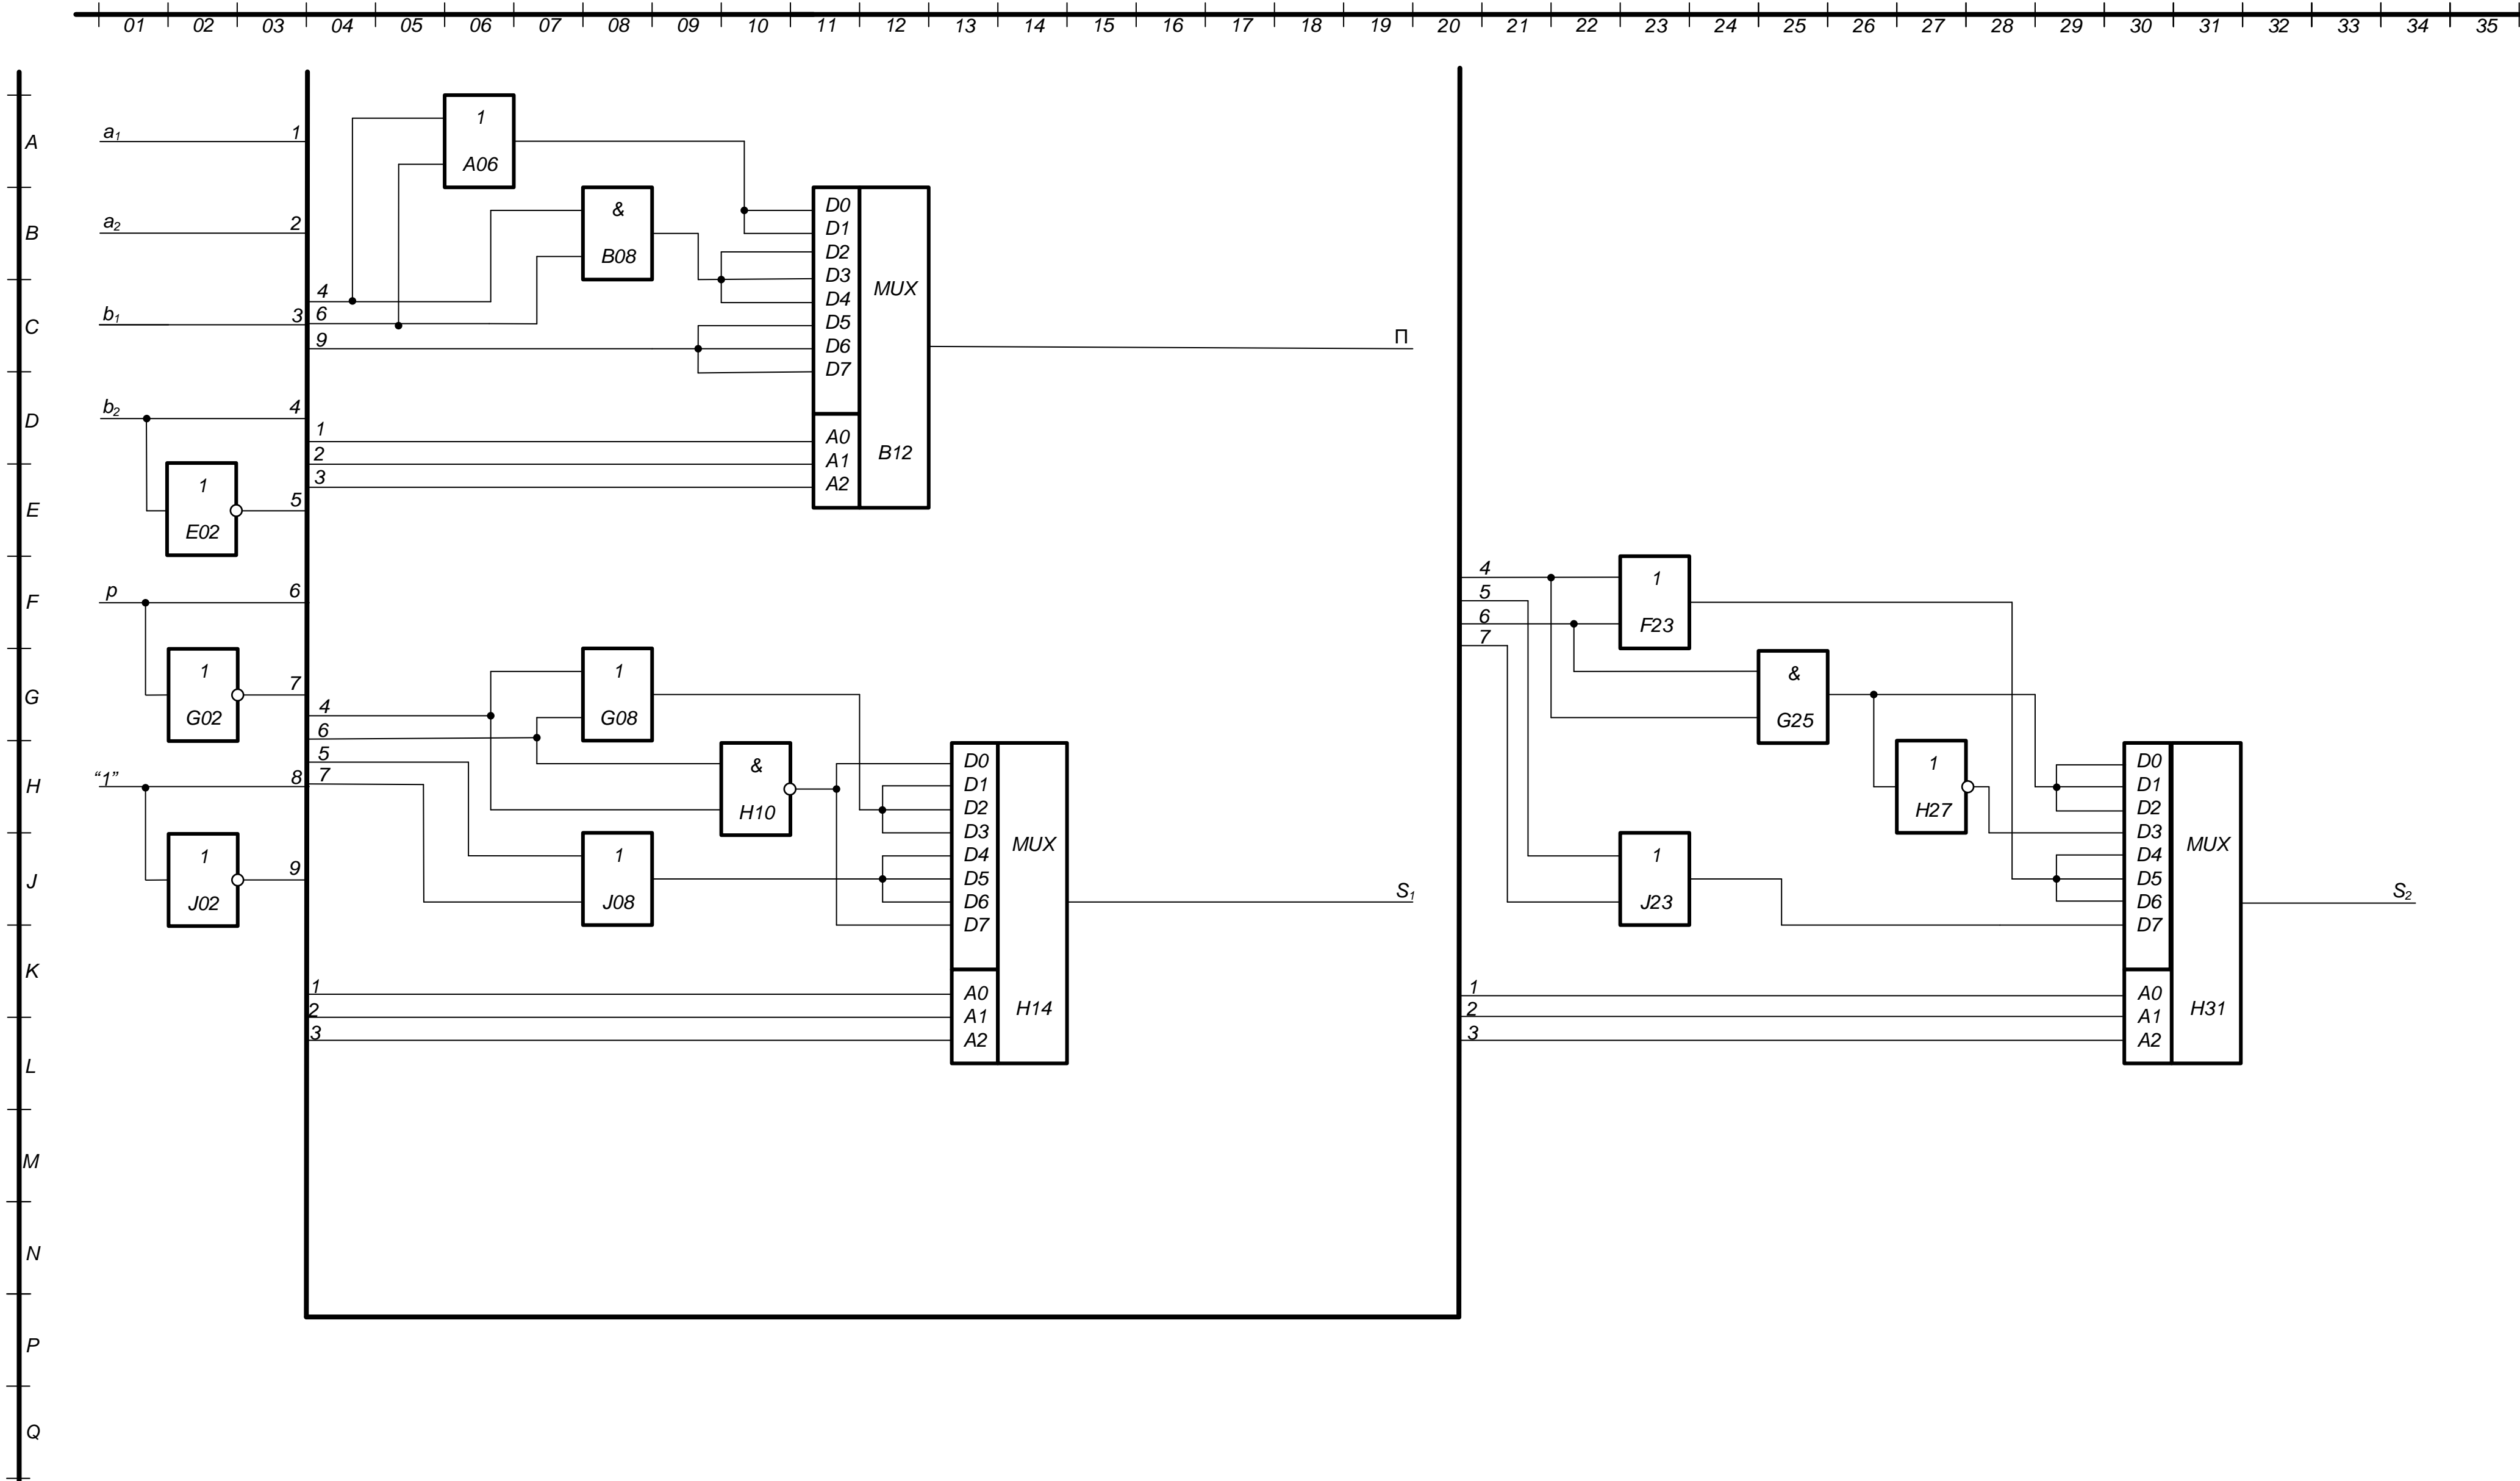 01 02 03 04 05 06 07 08 09 10 11 12 13 14 15 16 17 18 19 20 21 22 23 24 25 26 27 28 29 30 31 32 33 34 35
A
B
C
D
E
F
G
H
J
K
L
M
N
P
Q
a₁ 1
a₂ 2
b₁ 3
b₂ 4
1
E02
5
p 6
1
G02
7
“1” 8
1
J02
9
1
A06
&
B08
4
6
9
1
2
3
D0
D1
D2
D3
D4
D5
D6
D7
A0
A1
A2
MUX
B12
П
4
6
5
7
1
G08
&
H10
1
J08
1
2
3
D0
D1
D2
D3
D4
D5
D6
D7
A0
A1
A2
MUX
H14
S₁
4
5
6
7
1
F23
&
G25
1
H27
1
J23
1
2
3
D0
D1
D2
D3
D4
D5
D6
D7
A0
A1
A2
MUX
H31
S₂